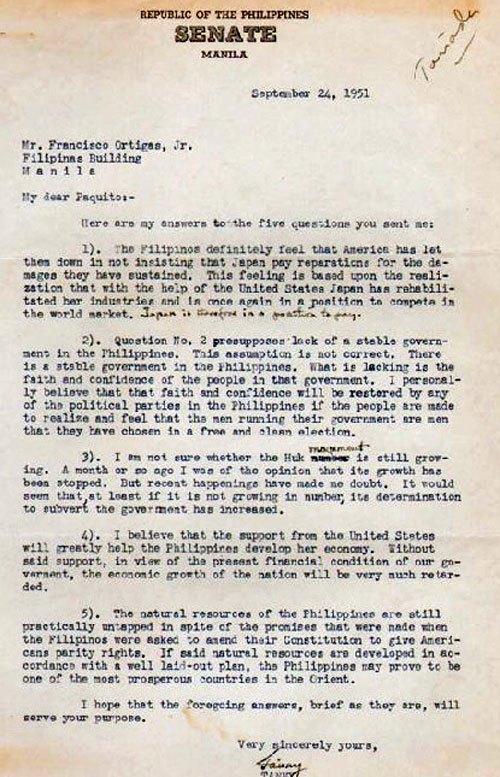 REPUBLIC OF THE PHILIPPINES
SENATE
MANILA
Tañada
September 24, 1951
Mr. Francisco Ortigas, Jr.
Filipinas Building
M a n i l a
My dear Paquito:-
Here are my answers to the five questions you sent me:
1). The Filipinos definitely feel that America has let
them down in not insisting that Japan pay reparations for the da-
mages they have sustained. This feeling is based upon the reali-
zation that with the help of the United States Japan has rehabili-
tated her industries and is once again in a position to compete in
the world market. Japan is therefore in a position to pay.
2). Question No. 2 presupposes lack of a stable govern-
ment in the Philippines. This assumption is not correct. There
is a stable government in the Philippines. What is lacking is the
faith and confidence of the people in that government. I personal-
ly believe that that faith and confidence will be restored by any
of the political parties in the Philippines if the people are made
to realize and feel that the men running their government are men
that they have chosen in a free and clean election.
movement
3). I am not sure whether the Huk number is still grow-
ing. A month or so ago I was of the opinion that its growth has
been stopped. But recent happenings have made me doubt. It would
seem that at least if it is not growing in number, its determination
to subvert the government has increased.
4). I believe that the support from the United States
will greatly help the Philippines develop her economy. Without
said support, in view of the present financial condition of our go-
vernment, the economic growth of the nation will be very much retar-
ded.
5). The natural resources of the Philippines are still
practically untapped in spite of the promises that were made when
the Filipinos were asked to amend their Constitution to give Ameri-
cans parity rights. If said natural resources are developed in ac-
cordance with a well laid-out plan, the Philippines may prove to be
one of the most prosperous countries in the Orient.
I hope that the foregoing answers, brief as they are, will
serve your purpose.
Very sincerely yours,